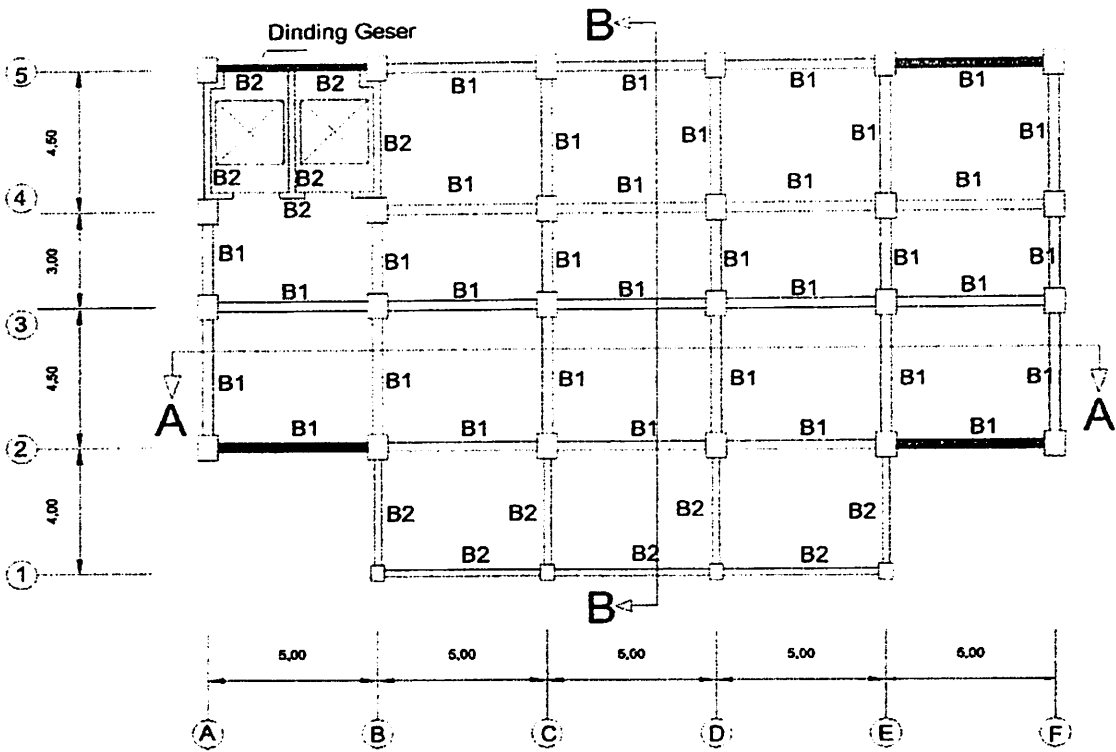 B
Dinding Geser
5
B2 B2 B1 B1 B1 B1
4,50
B2 B1 B1 B1 B1
B2 B2 B1 B1 B1 B1
4
B2
3,00
B1 B1 B1 B1 B1 B1
B1 B1 B1 B1 B1
3
4,50
B1 B1 B1 B1 B1 B1
A A
B1 B1 B1 B1 B1
2
4,00
B2 B2 B2 B2
B2 B2 B2
1
B
5,00 5,00 5,00 5,00 5,00
A B C D E F